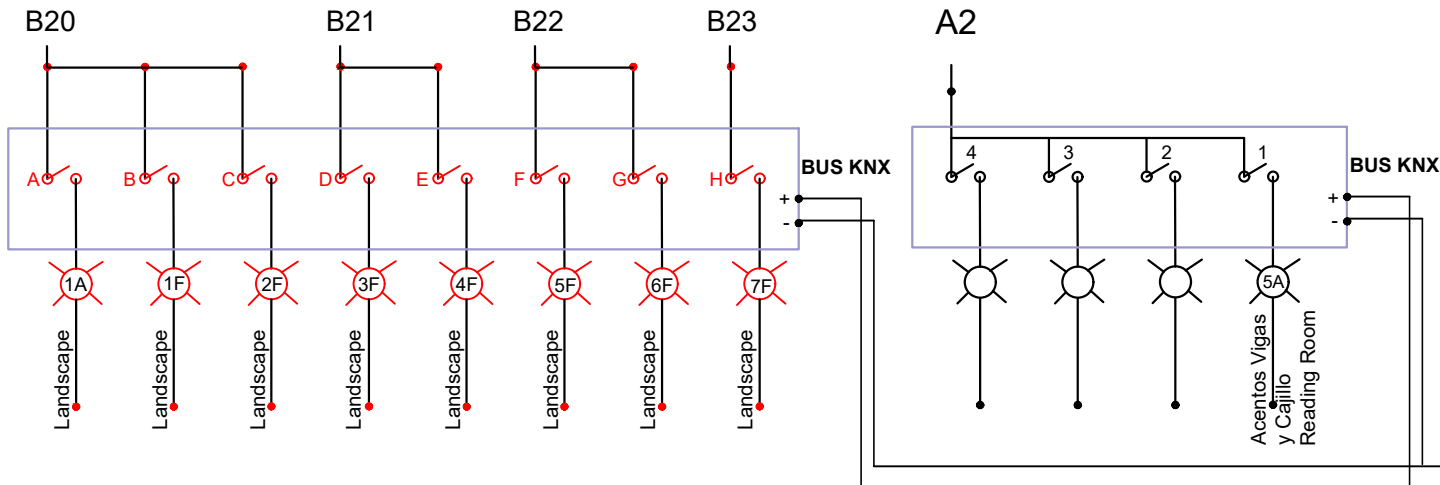 B20
B21
B22
B23
A2
A
B
C
D
E
F
G
H
BUS KNX
+
-
4
3
2
1
BUS KNX
+
-
1A
1F
2F
3F
4F
5F
6F
7F
5A
Landscape
Landscape
Landscape
Landscape
Landscape
Landscape
Landscape
Landscape
Acentos Vigas
y Cajillo
Reading Room